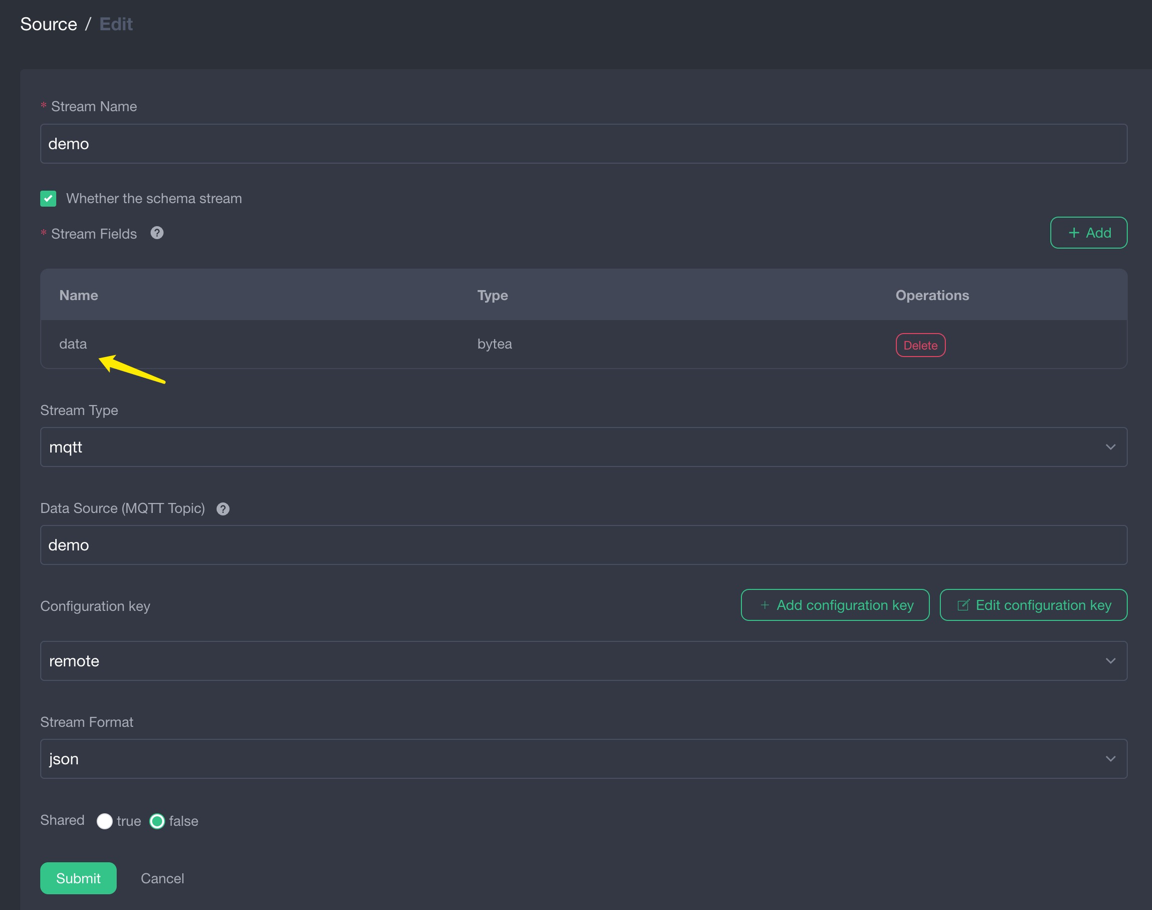 Source / Edit
* Stream Name
demo
Whether the schema stream
* Stream Fields ?
+ Add
Name Type Operations
data bytea Delete
Stream Type
mqtt
Data Source (MQTT Topic) ?
demo
Configuration key + Add configuration key Edit configuration key
remote
Stream Format
json
Shared true false
Submit Cancel